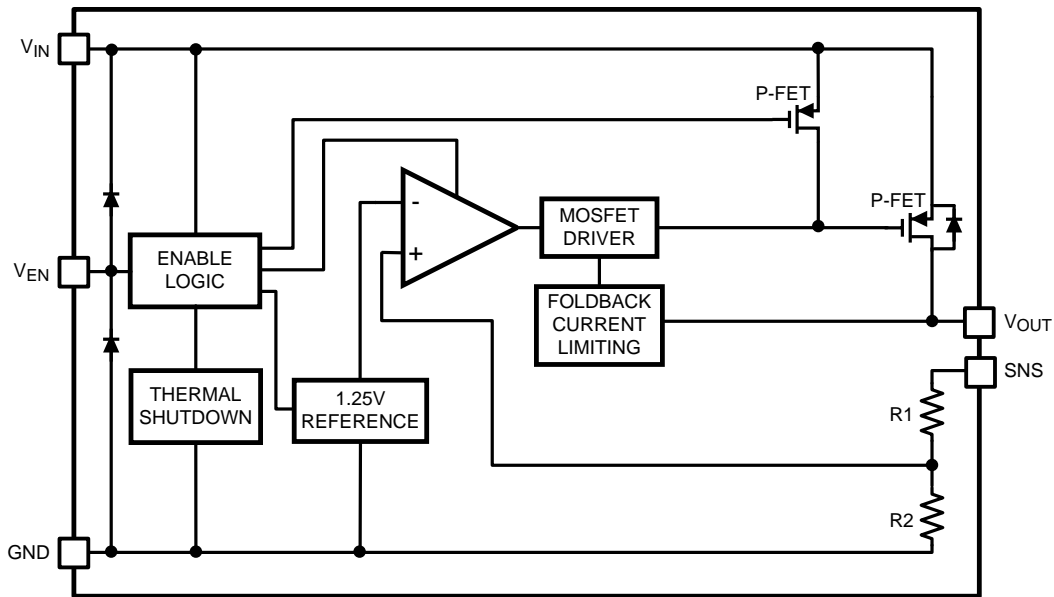 VIN
P-FET
P-FET
-
+
MOSFET
DRIVER
VEN
ENABLE
LOGIC
FOLDBACK
CURRENT
LIMITING
VOUT
SNS
THERMAL
SHUTDOWN
1.25V
REFERENCE
R1
R2
GND